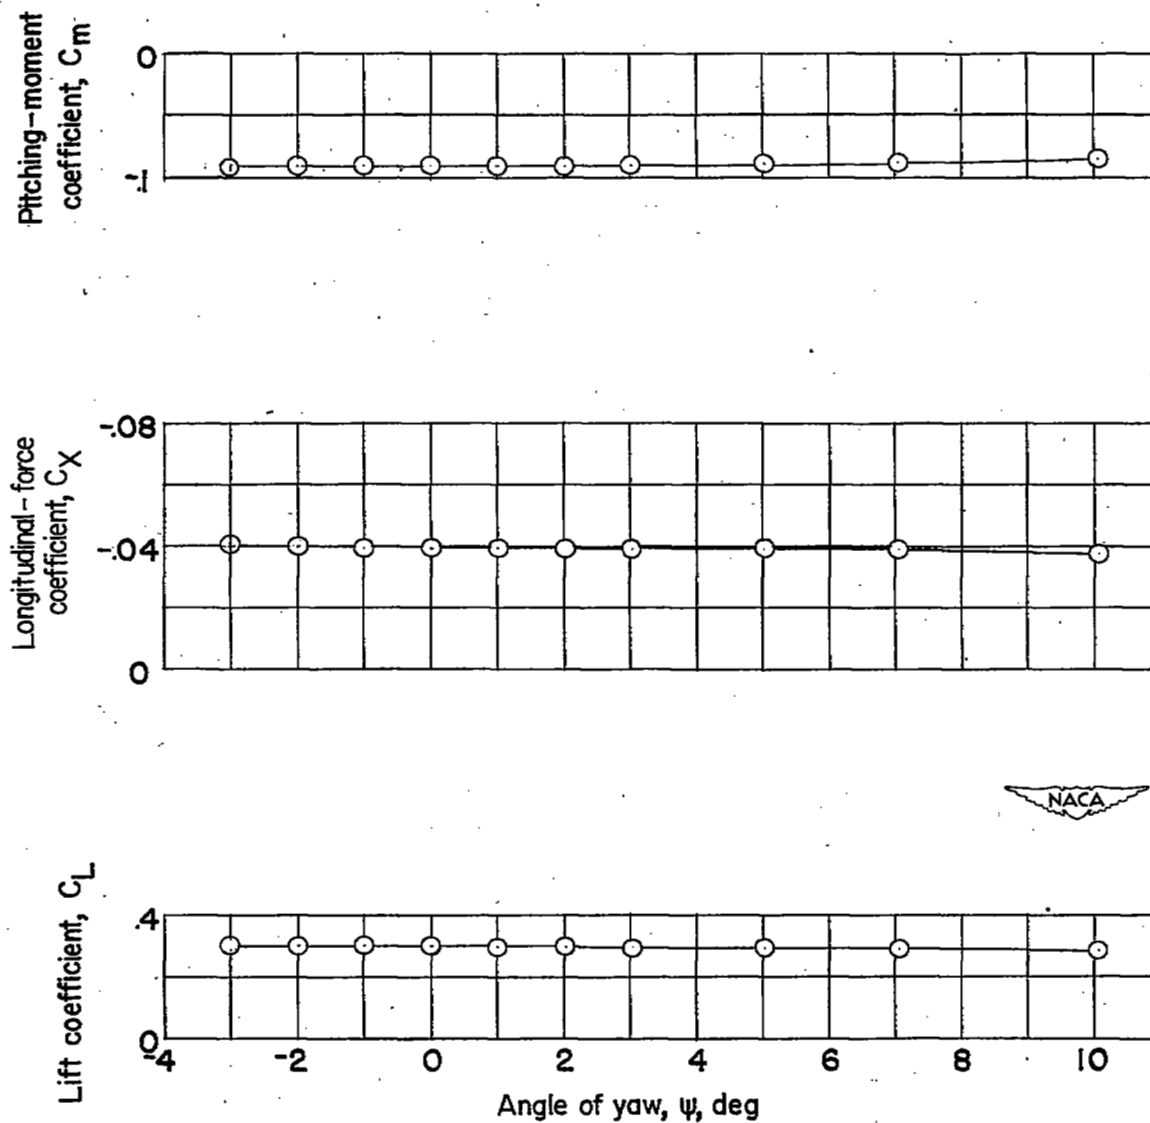 Pitching-moment
coefficient, Cm
0
-.1
Longitudinal-force
coefficient, CX
-.08
-.04
0
NACA
Lift coefficient, CL
.4
0
-4 -2 0 2 4 6 8 10
Angle of yaw, ψ, deg